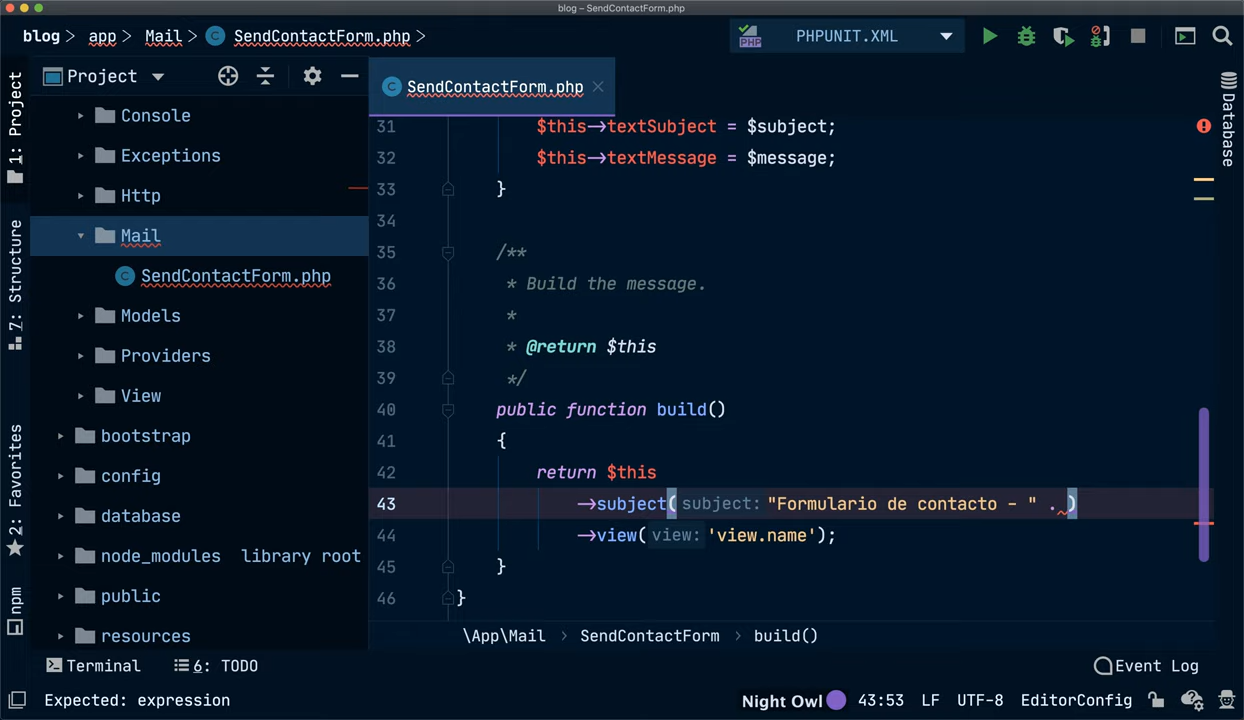 blog – SendContactForm.php
blog > app > Mail > SendContactForm.php >
PHP PHPUNIT.XML
1: Project
7: Structure
2: Favorites
npm
Project
Console
Exceptions
Http
Mail
SendContactForm.php
Models
Providers
View
bootstrap
config
database
node_modules library root
public
resources
SendContactForm.php
31 $this->textSubject = $subject;
32 $this->textMessage = $message;
33 }
34
35 /**
36 * Build the message.
37 *
38 * @return $this
39 */
40 public function build()
41 {
42 return $this
43 ->subject( subject: "Formulario de contacto - " . )
44 ->view( view: 'view.name');
45 }
46 }
\App\Mail > SendContactForm > build()
Database
Terminal 6: TODO Event Log
Expected: expression Night Owl 43:53 LF UTF-8 EditorConfig